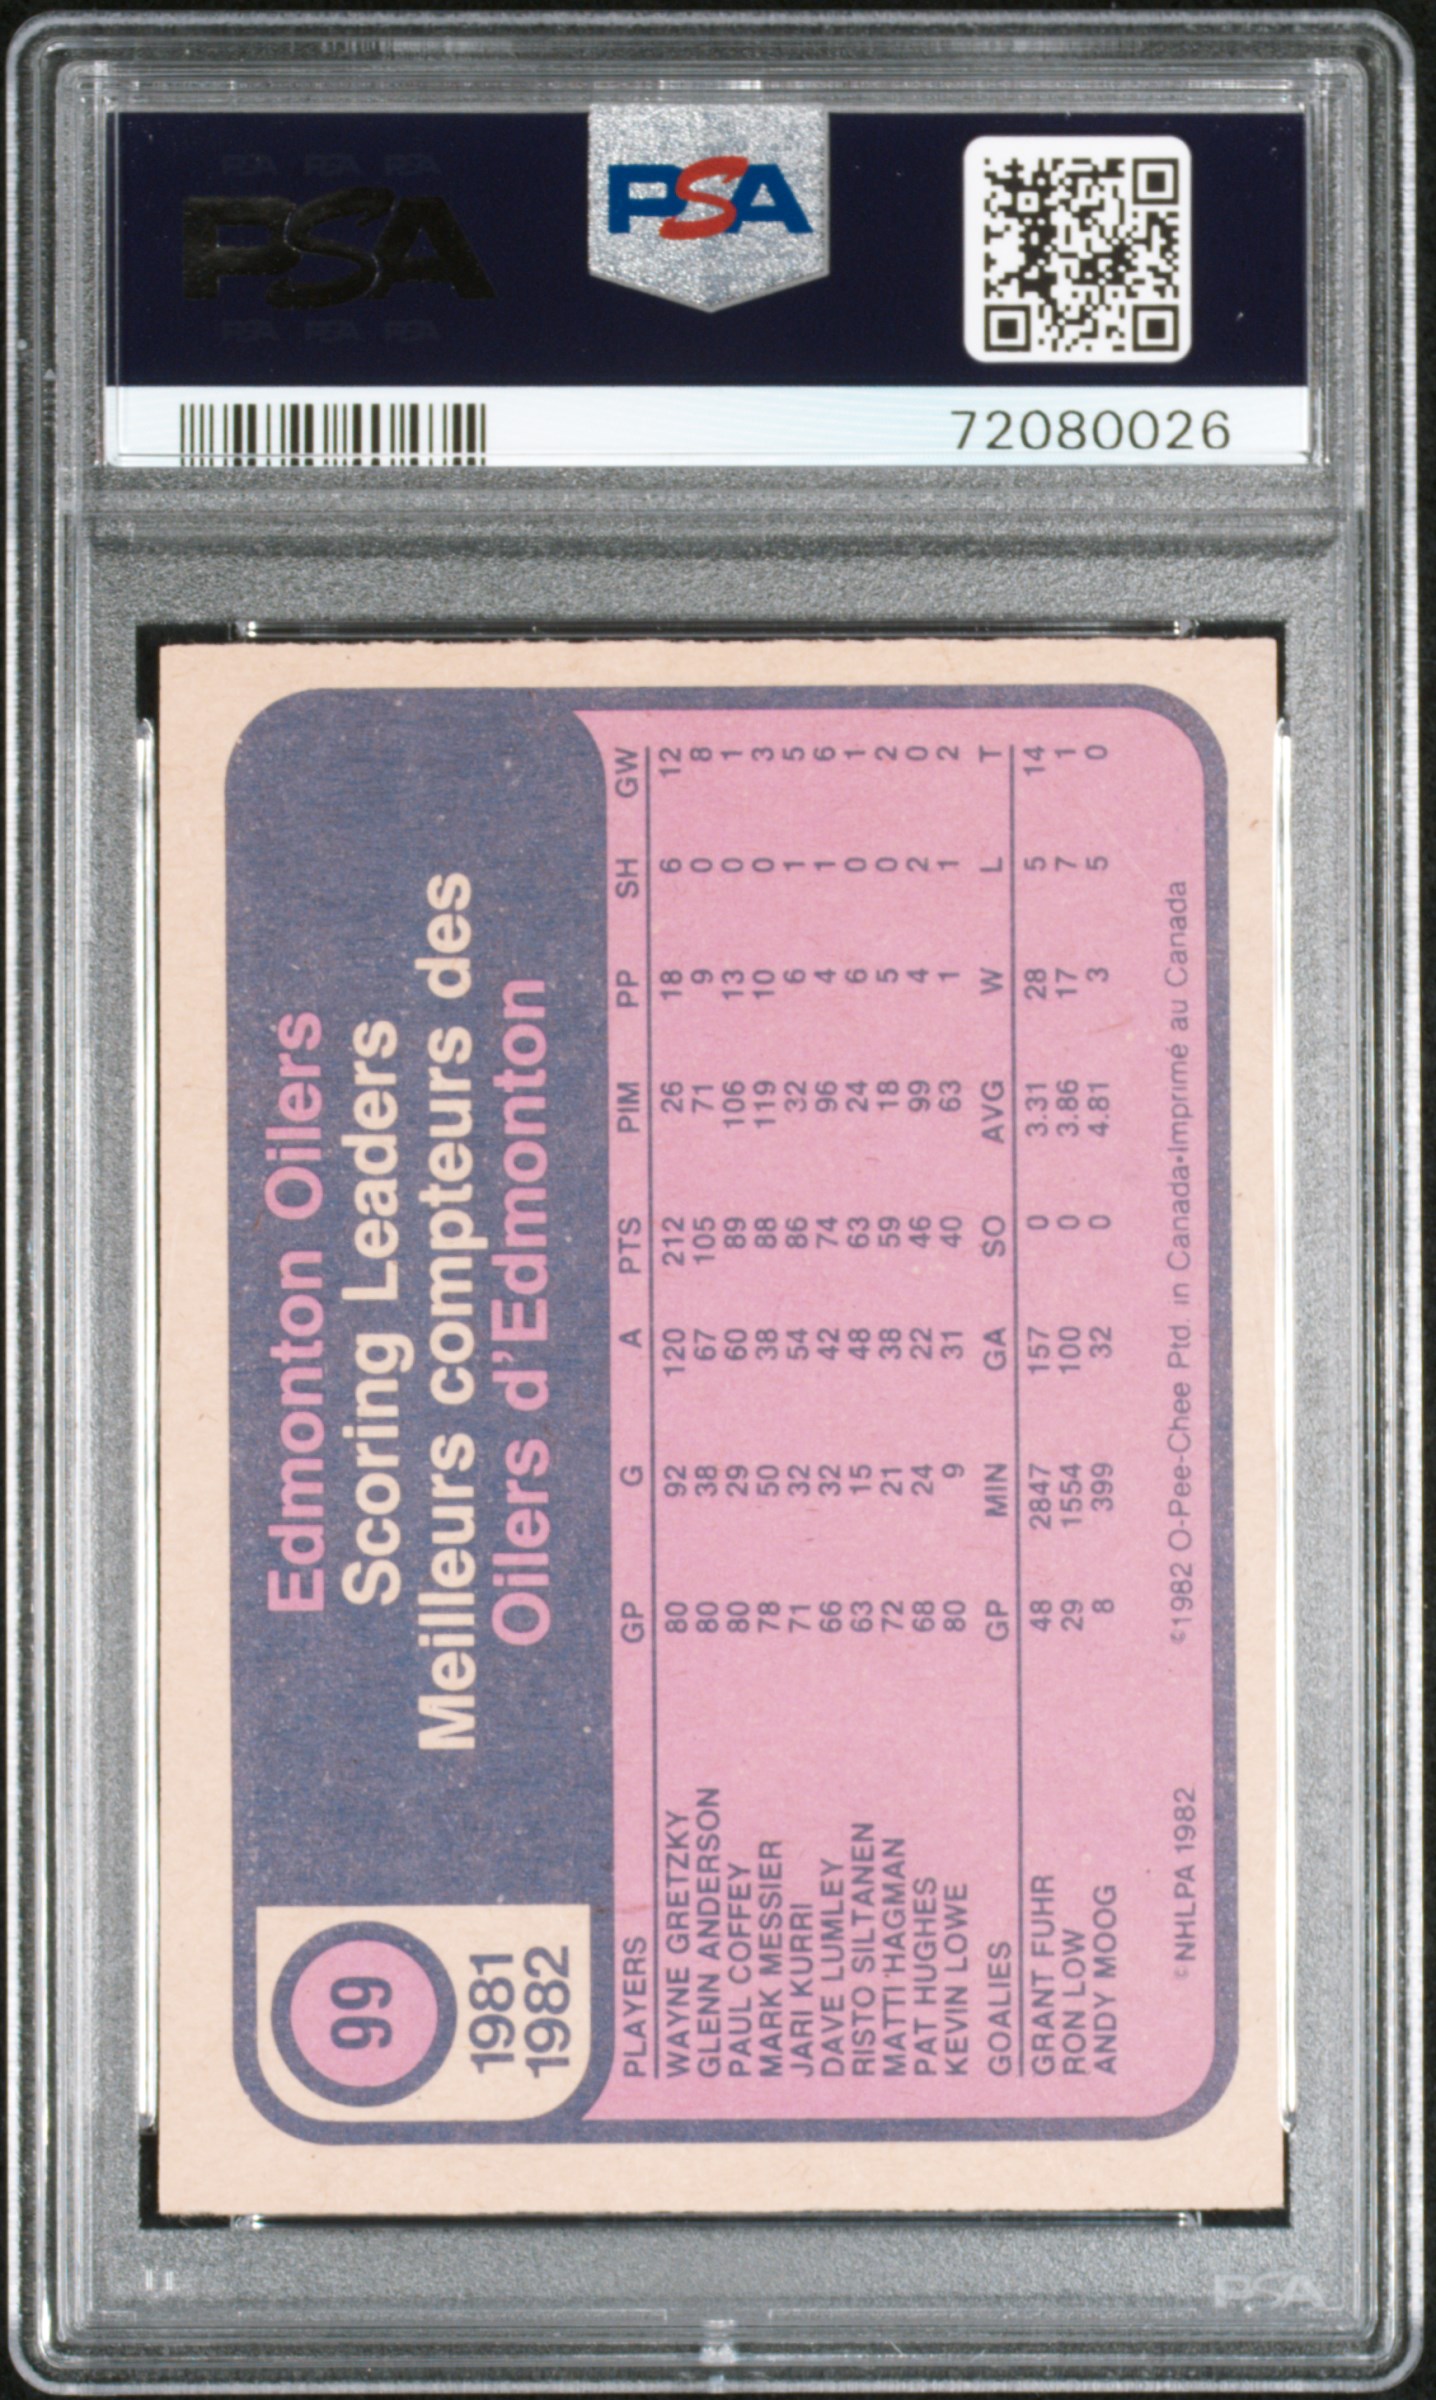 PSA PSA PSA
PSA
PSA PSA PSA
PSA
72080026
99
1981
1982
Edmonton Oilers
Scoring Leaders
Meilleurs compteurs des
Oilers d'Edmonton
PLAYERS GP G A PTS PIM PP SH GW
WAYNE GRETZKY 80 92 120 212 26 18 6 12
GLENN ANDERSON 80 38 67 105 71 9 0 8
PAUL COFFEY 80 29 60 89 106 13 0 1
MARK MESSIER 78 50 38 88 119 10 0 3
JARI KURRI 71 32 54 86 32 6 1 5
DAVE LUMLEY 66 32 42 74 96 4 1 6
RISTO SILTANEN 63 15 48 63 24 6 0 1
MATTI HAGMAN 72 21 38 59 18 5 0 2
PAT HUGHES 68 24 22 46 99 4 2 0
KEVIN LOWE 80 9 31 40 63 1 1 2
GOALIES GP MIN GA SO AVG W L T
GRANT FUHR 48 2847 157 0 3.31 28 5 14
RON LOW 29 1554 100 0 3.86 17 7 1
ANDY MOOG 8 399 32 0 4.81 3 5 0
©NHLPA 1982 ©1982 O-Pee-Chee Ptd. in Canada•Imprimé au Canada
PSA